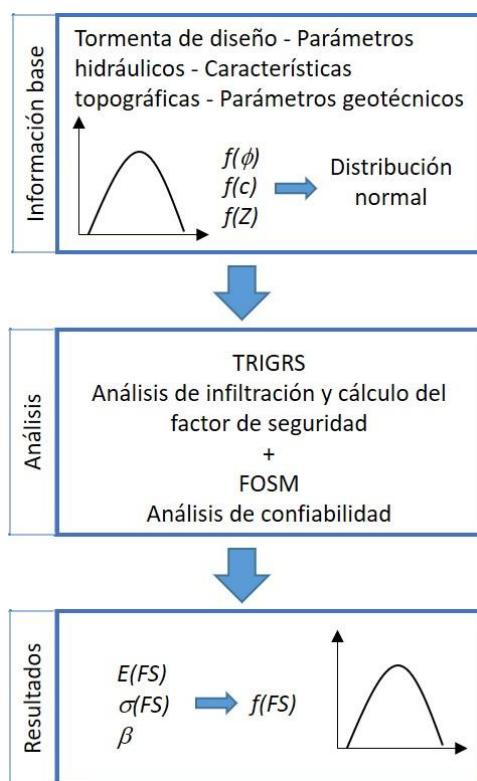 Información base
Tormenta de diseño - Parámetros
hidráulicos - Características
topográficas - Parámetros geotécnicos
f(ϕ)
f(c)
f(Z)
Distribución
normal
Análisis
TRIGRS
Análisis de infiltración y cálculo del
factor de seguridad
+
FOSM
Análisis de confiabilidad
Resultados
E(FS)
σ(FS)
β
f(FS)